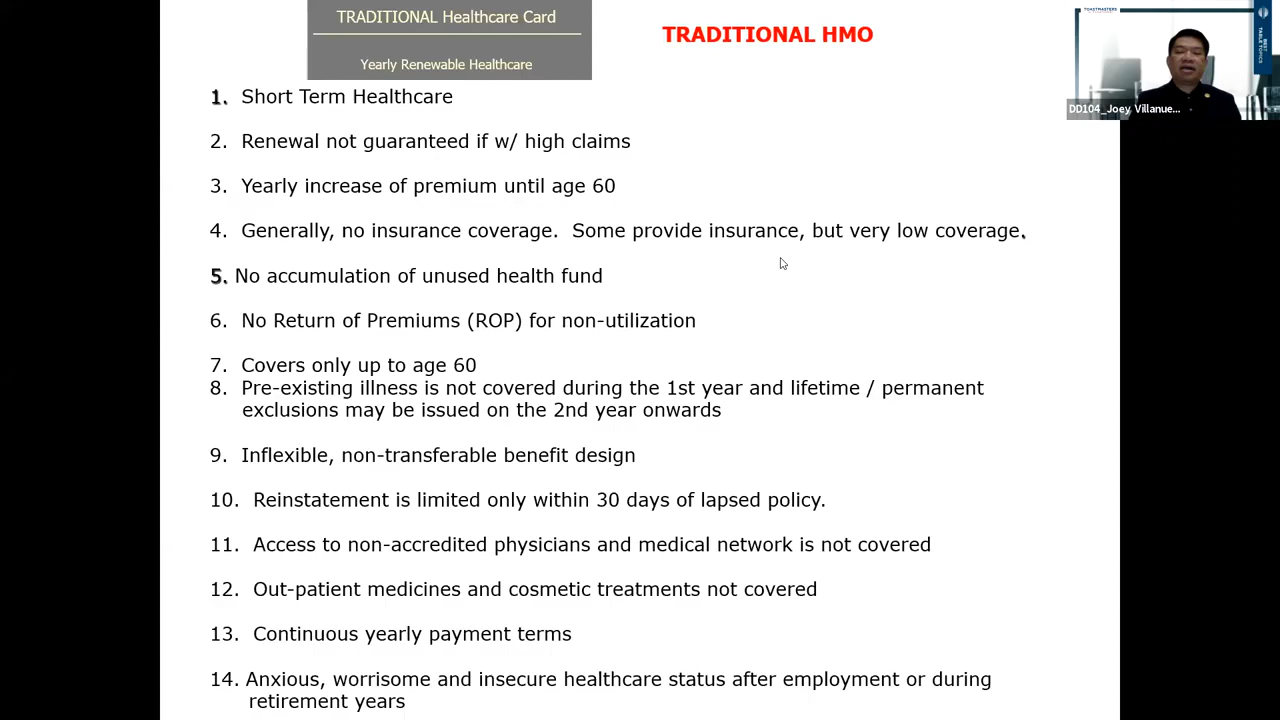 TRADITIONAL Healthcare Card
Yearly Renewable Healthcare
TRADITIONAL HMO
TOASTMASTERS
BEST
TABLE TOPICS
DD104_Joey Villanue...
1. Short Term Healthcare
2. Renewal not guaranteed if w/ high claims
3. Yearly increase of premium until age 60
4. Generally, no insurance coverage. Some provide insurance, but very low coverage.
5. No accumulation of unused health fund
6. No Return of Premiums (ROP) for non-utilization
7. Covers only up to age 60
8. Pre-existing illness is not covered during the 1st year and lifetime / permanent
exclusions may be issued on the 2nd year onwards
9. Inflexible, non-transferable benefit design
10. Reinstatement is limited only within 30 days of lapsed policy.
11. Access to non-accredited physicians and medical network is not covered
12. Out-patient medicines and cosmetic treatments not covered
13. Continuous yearly payment terms
14. Anxious, worrisome and insecure healthcare status after employment or during
retirement years